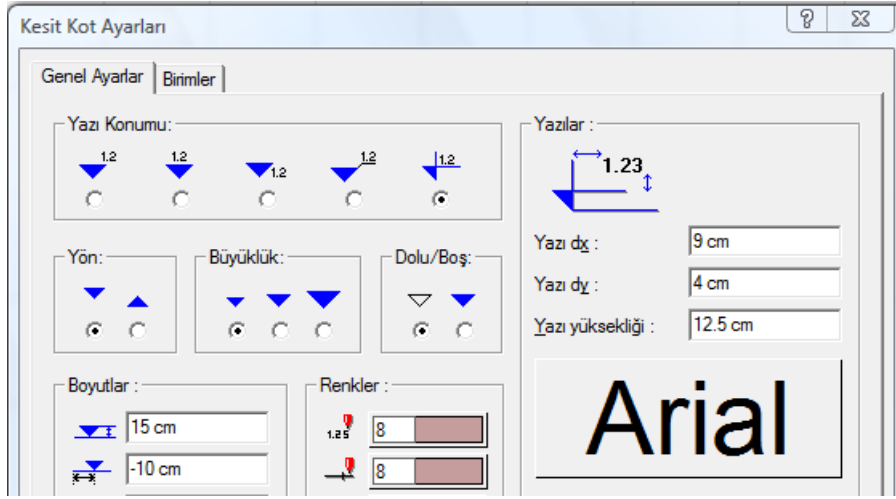 Kesit Kot Ayarları
Genel Ayarlar Birimler
Yazı Konumu:
1.2 1.2 1.2 1.2 1.2
Yön:
Büyüklük:
Dolu/Boş:
Boyutlar :
15 cm
-10 cm
Renkler :
1.25 8
8
Yazılar :
1.23
Yazı dx : 9 cm
Yazı dy : 4 cm
Yazı yüksekliği : 12.5 cm
Arial